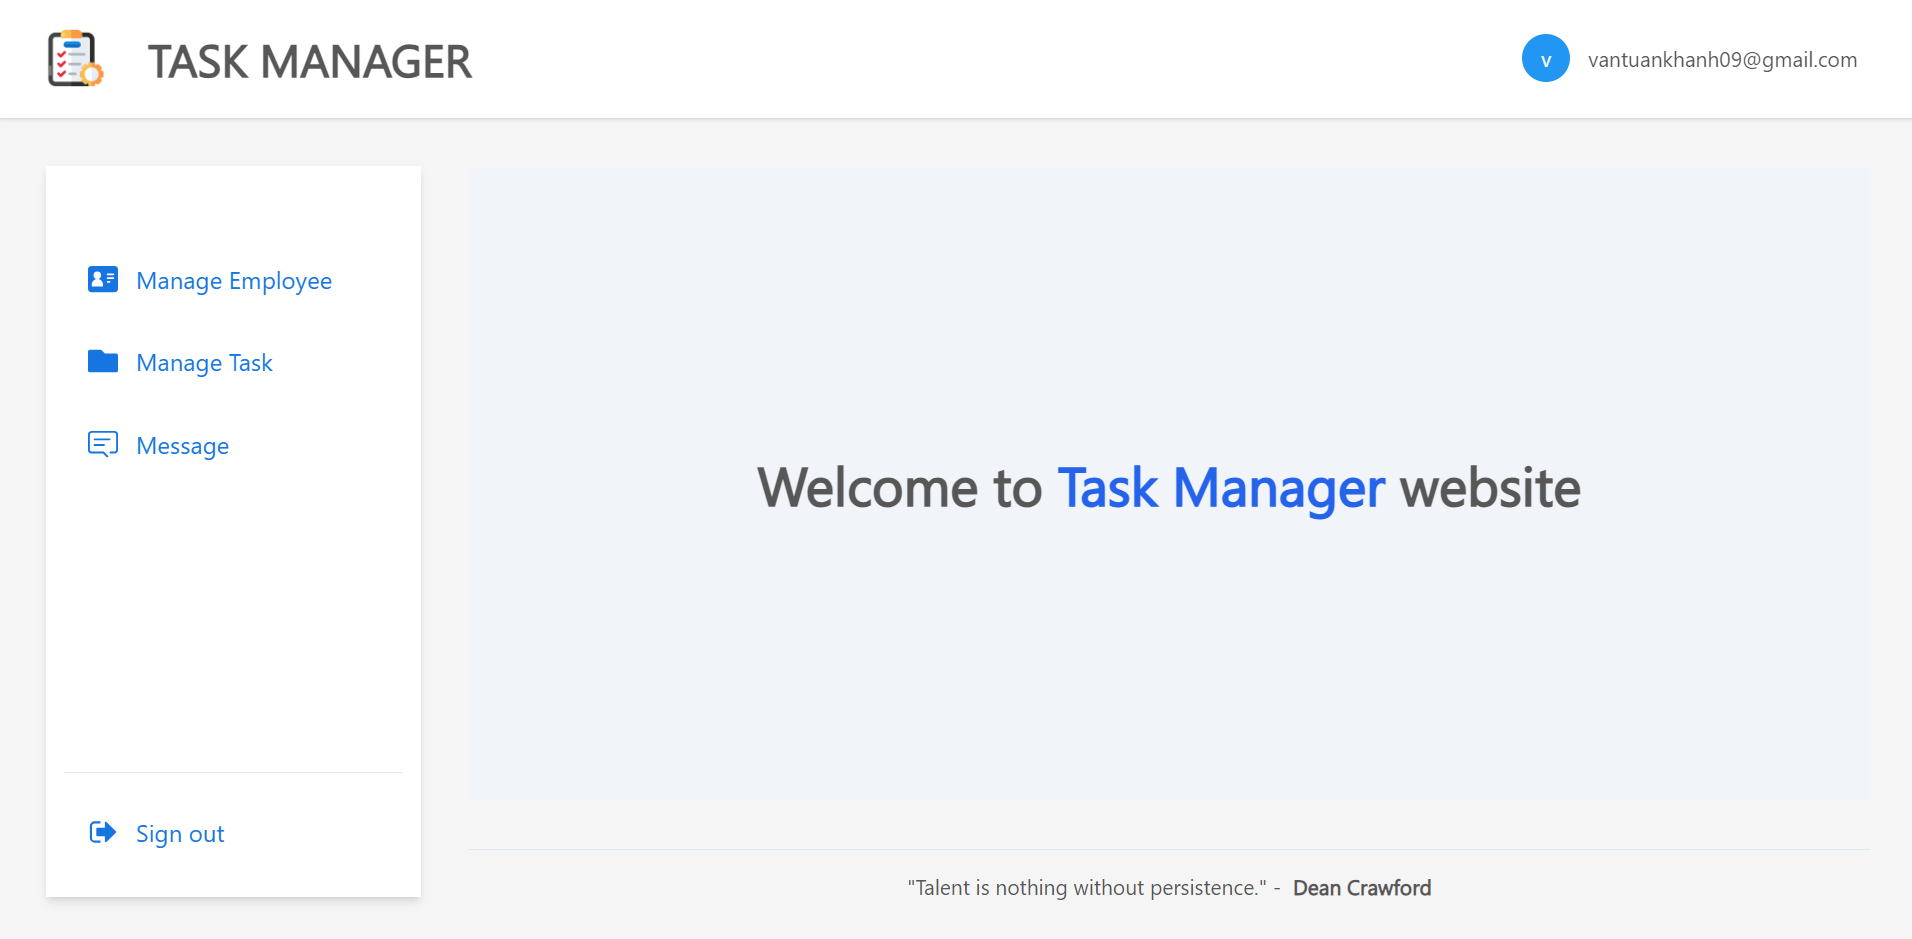 TASK MANAGER
v vantuankhanh09@gmail.com
Manage Employee
Manage Task
Message
Sign out
Welcome to Task Manager website
"Talent is nothing without persistence." - Dean Crawford